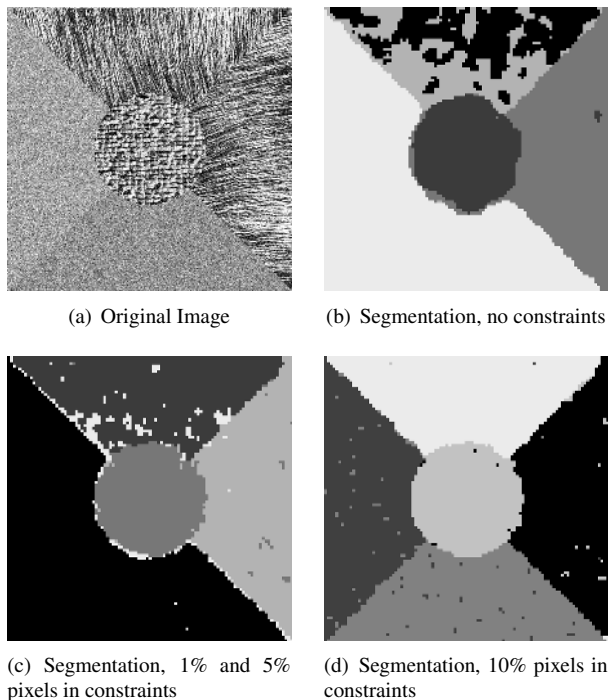 (a) Original Image
(b) Segmentation, no constraints
(c) Segmentation, 1% and 5%
pixels in constraints
(d) Segmentation, 10% pixels in
constraints